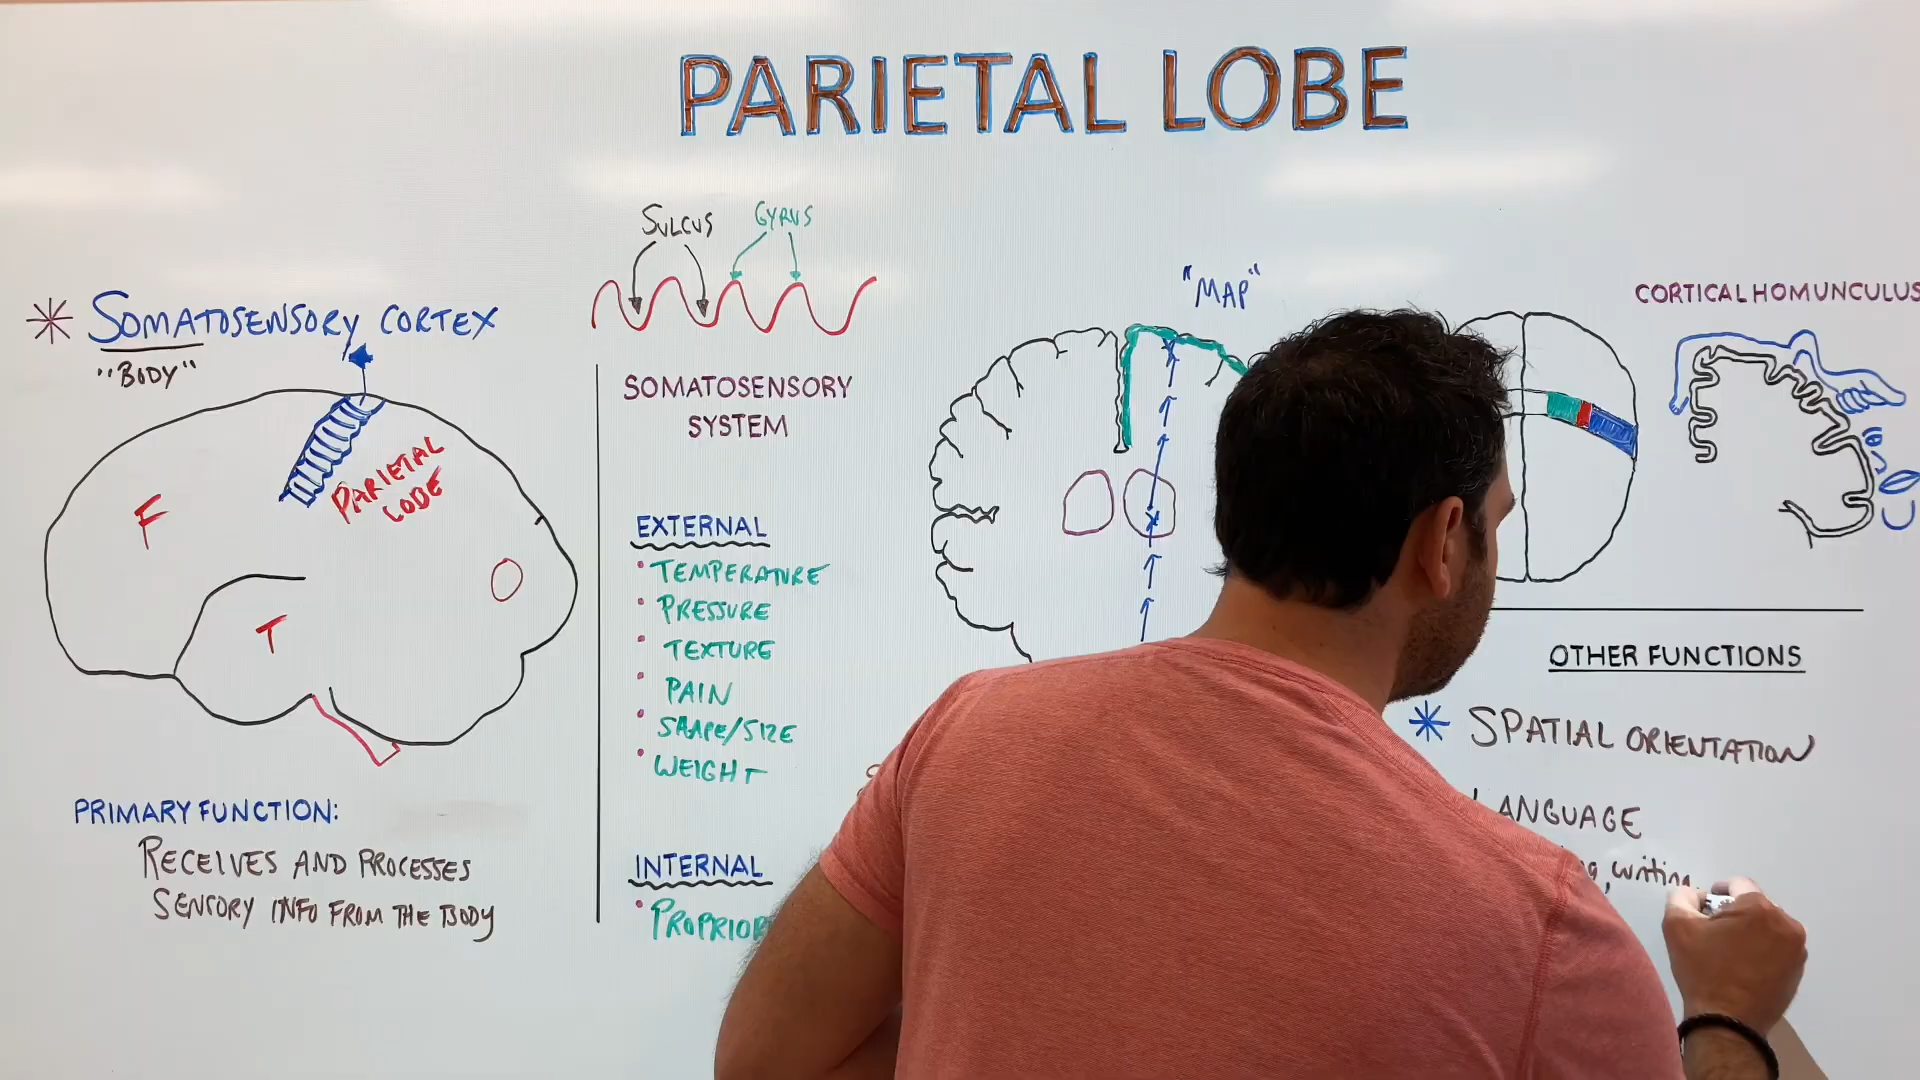 PARIETAL LOBE
SULCUS GYRUS
"MAP"
CORTICAL HOMUNCULUS
SOMATOSENSORY CORTEX
"BODY"
PARIETAL
LOBE
F
T
O
PRIMARY FUNCTION:
RECEIVES AND PROCESSES
SENSORY INFO FROM THE BODY
SOMATOSENSORY
SYSTEM
EXTERNAL
• TEMPERATURE
• PRESSURE
• TEXTURE
• PAIN
• SHAPE/SIZE
• WEIGHT
INTERNAL
• PROPRIO
OTHER FUNCTIONS
SPATIAL ORIENTATION
LANGUAGE
, writing